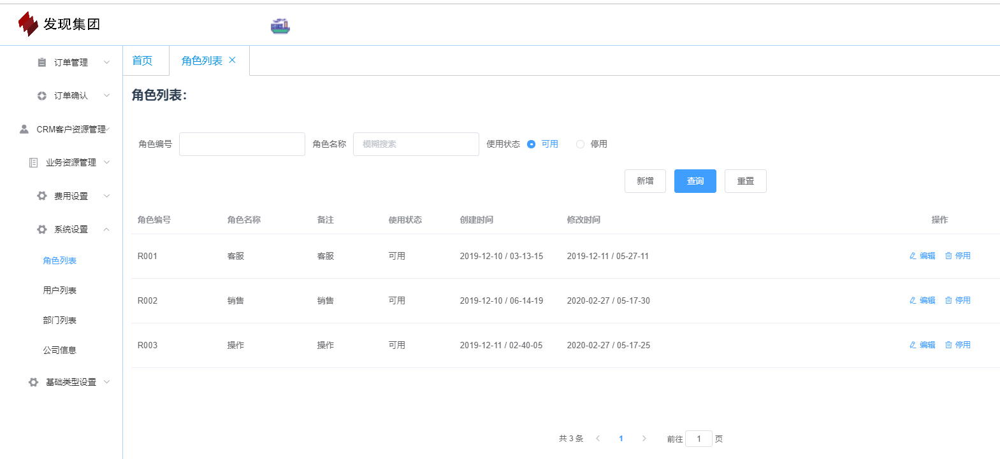 发现集团
订单管理
订单确认
CRM客户资源管理
业务资源管理
费用设置
系统设置
角色列表
用户列表
部门列表
公司信息
基础类型设置
首页 角色列表
角色列表：
角色编号 角色名称 模糊搜索 使用状态 可用 停用
新增 查询 重置
角色编号 角色名称 备注 使用状态 创建时间 修改时间 操作
R001 客服 客服 可用 2019-12-10 / 03-13-15 2019-12-11 / 05-27-11 编辑 停用
R002 销售 销售 可用 2019-12-10 / 06-14-19 2020-02-27 / 05-17-30 编辑 停用
R003 操作 操作 可用 2019-12-11 / 02-40-05 2020-02-27 / 05-17-25 编辑 停用
共 3 条 1 前往 1 页